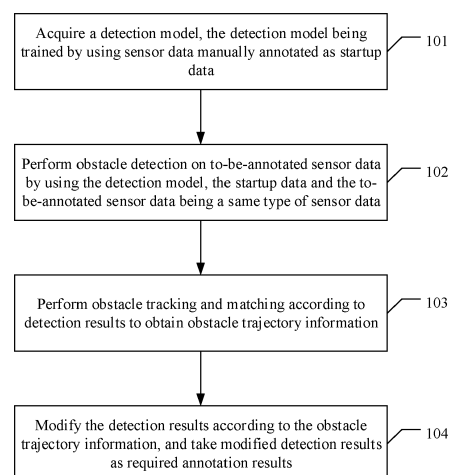 Acquire a detection model, the detection model being
trained by using sensor data manually annotated as startup
data
101
Perform obstacle detection on to-be-annotated sensor data
by using the detection model, the startup data and the to-
be-annotated sensor data being a same type of sensor data
102
Perform obstacle tracking and matching according to
detection results to obtain obstacle trajectory information
103
Modify the detection results according to the obstacle
trajectory information, and take modified detection results
as required annotation results
104